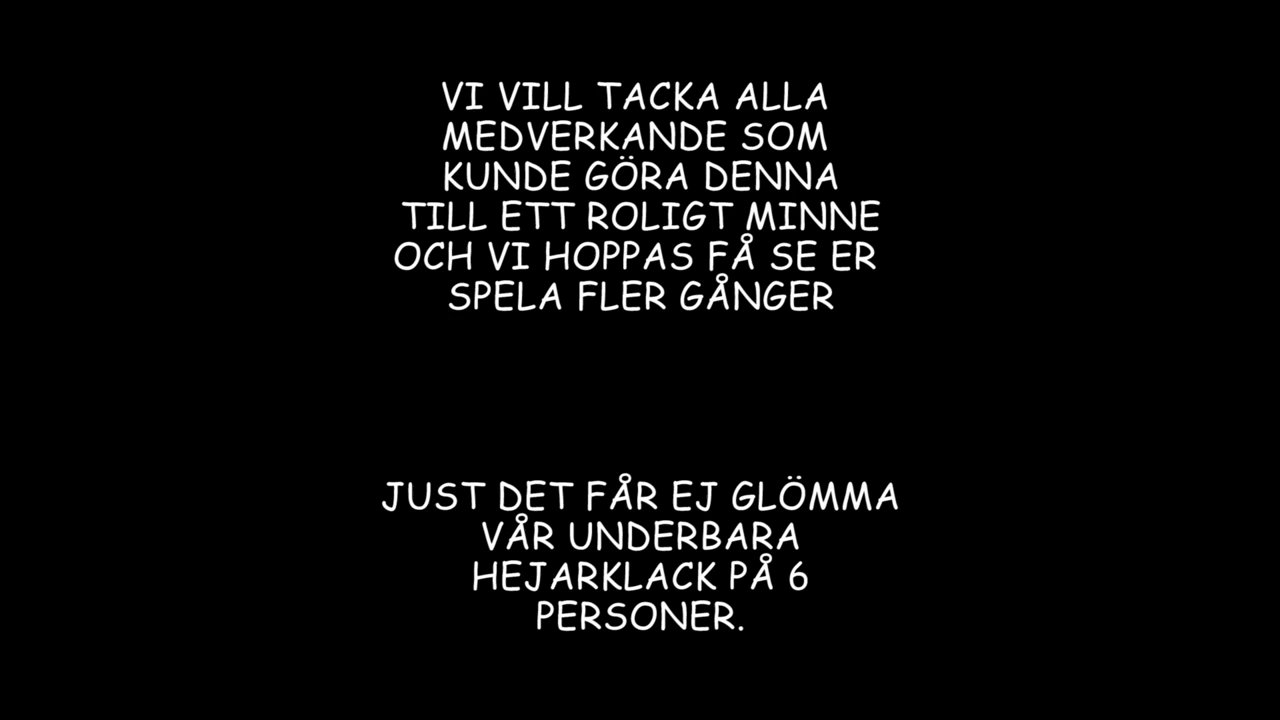 VI VILL TACKA ALLA
MEDVERKANDE SOM
KUNDE GÖRA DENNA
TILL ETT ROLIGT MINNE
OCH VI HOPPAS FÅ SE ER
SPELA FLER GÅNGER
JUST DET FÅR EJ GLÖMMA
VÅR UNDERBARA
HEJARKLACK PÅ 6
PERSONER.